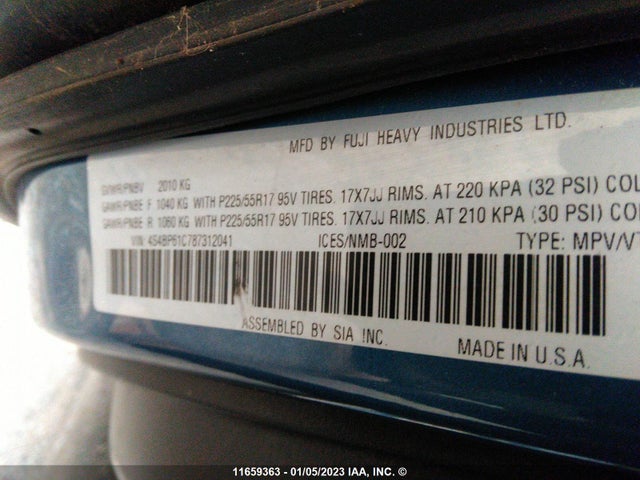 MFD BY FUJI HEAVY INDUSTRIES LTD.
GVWR/PNBV 2010 KG
GAWR/PNBE F 1040 KG WITH P225/55R17 95V TIRES. 17X7JJ RIMS. AT 220 KPA (32 PSI) COL
GAWR/PNBE R 1060 KG WITH P225/55R17 95V TIRES. 17X7JJ RIMS. AT 210 KPA (30 PSI) COL
VIN 4S4BP61C787312041 ICES/NMB-002 TYPE: MPV/VT
ASSEMBLED BY SIA INC.
MADE IN U.S.A.
11659363 - 01/05/2023 IAA, Inc. ©